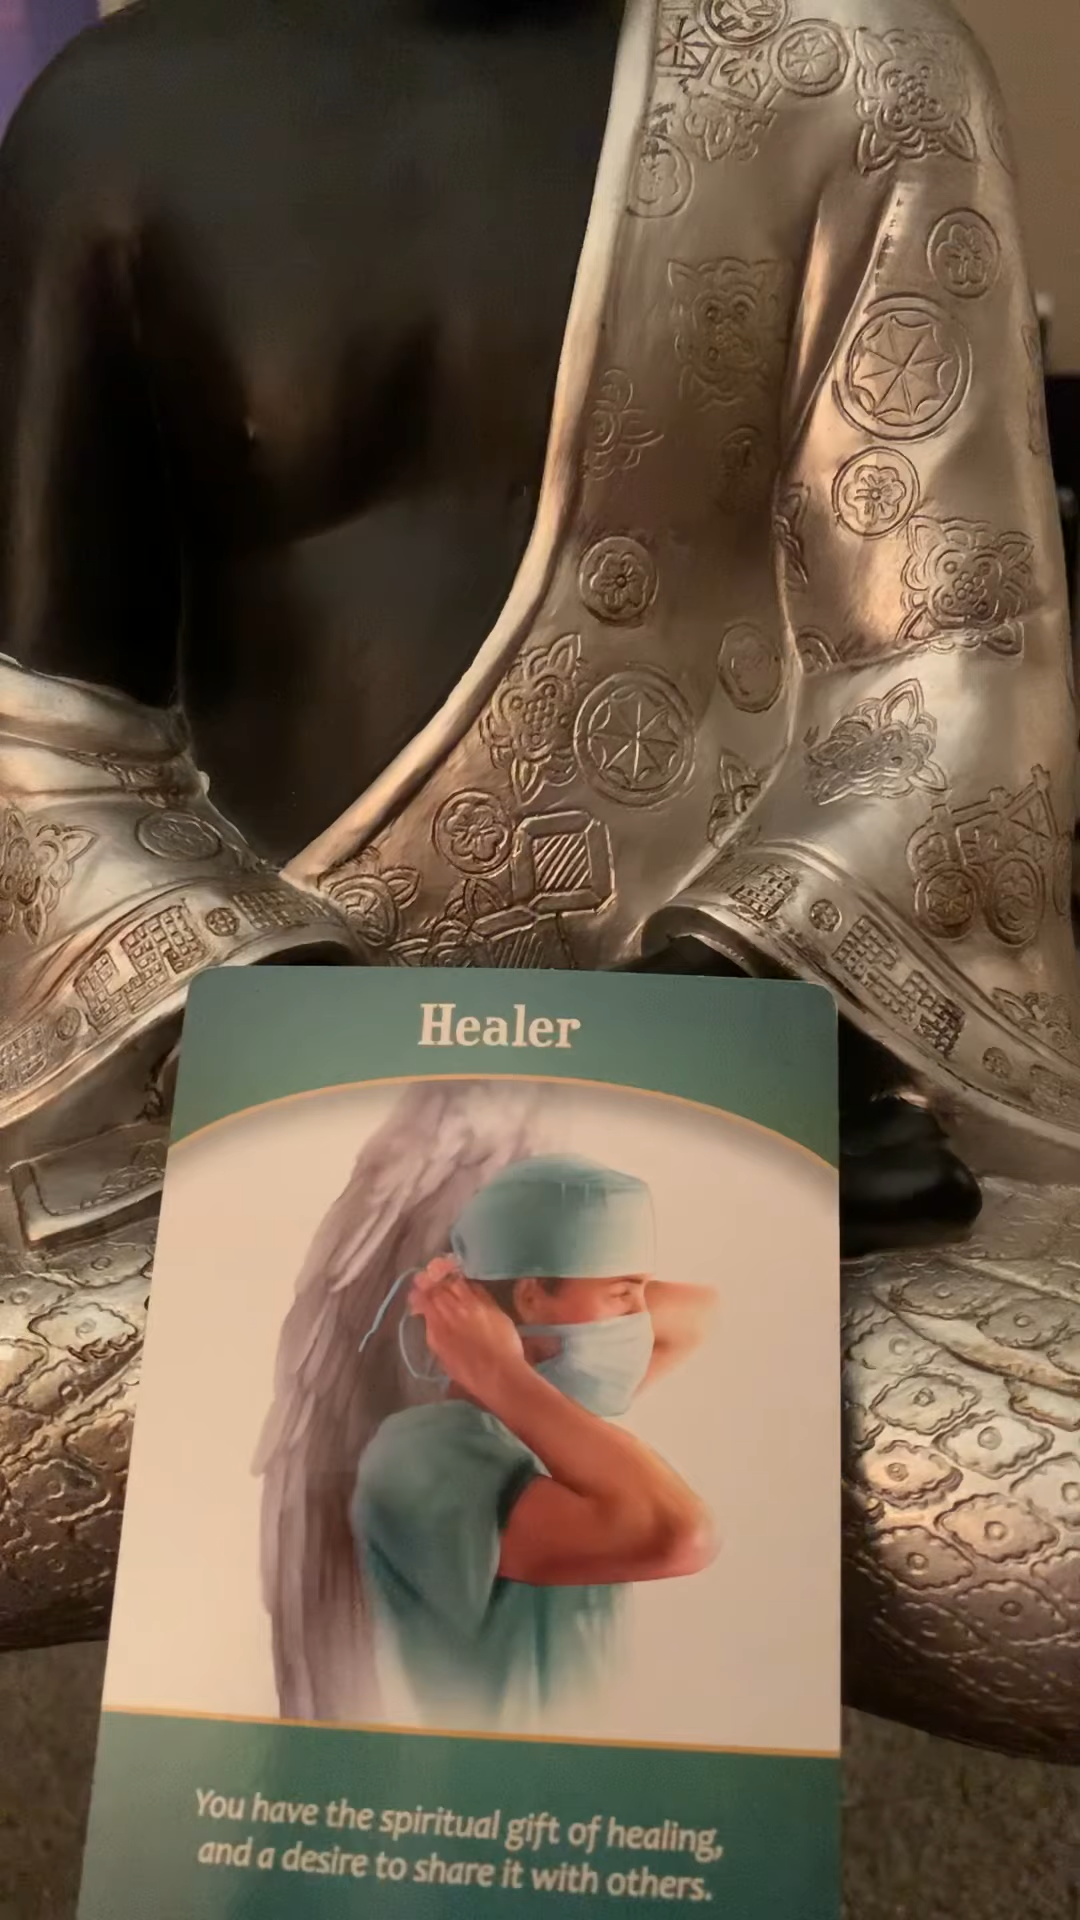 Healer
You have the spiritual gift of healing,
and a desire to share it with others.